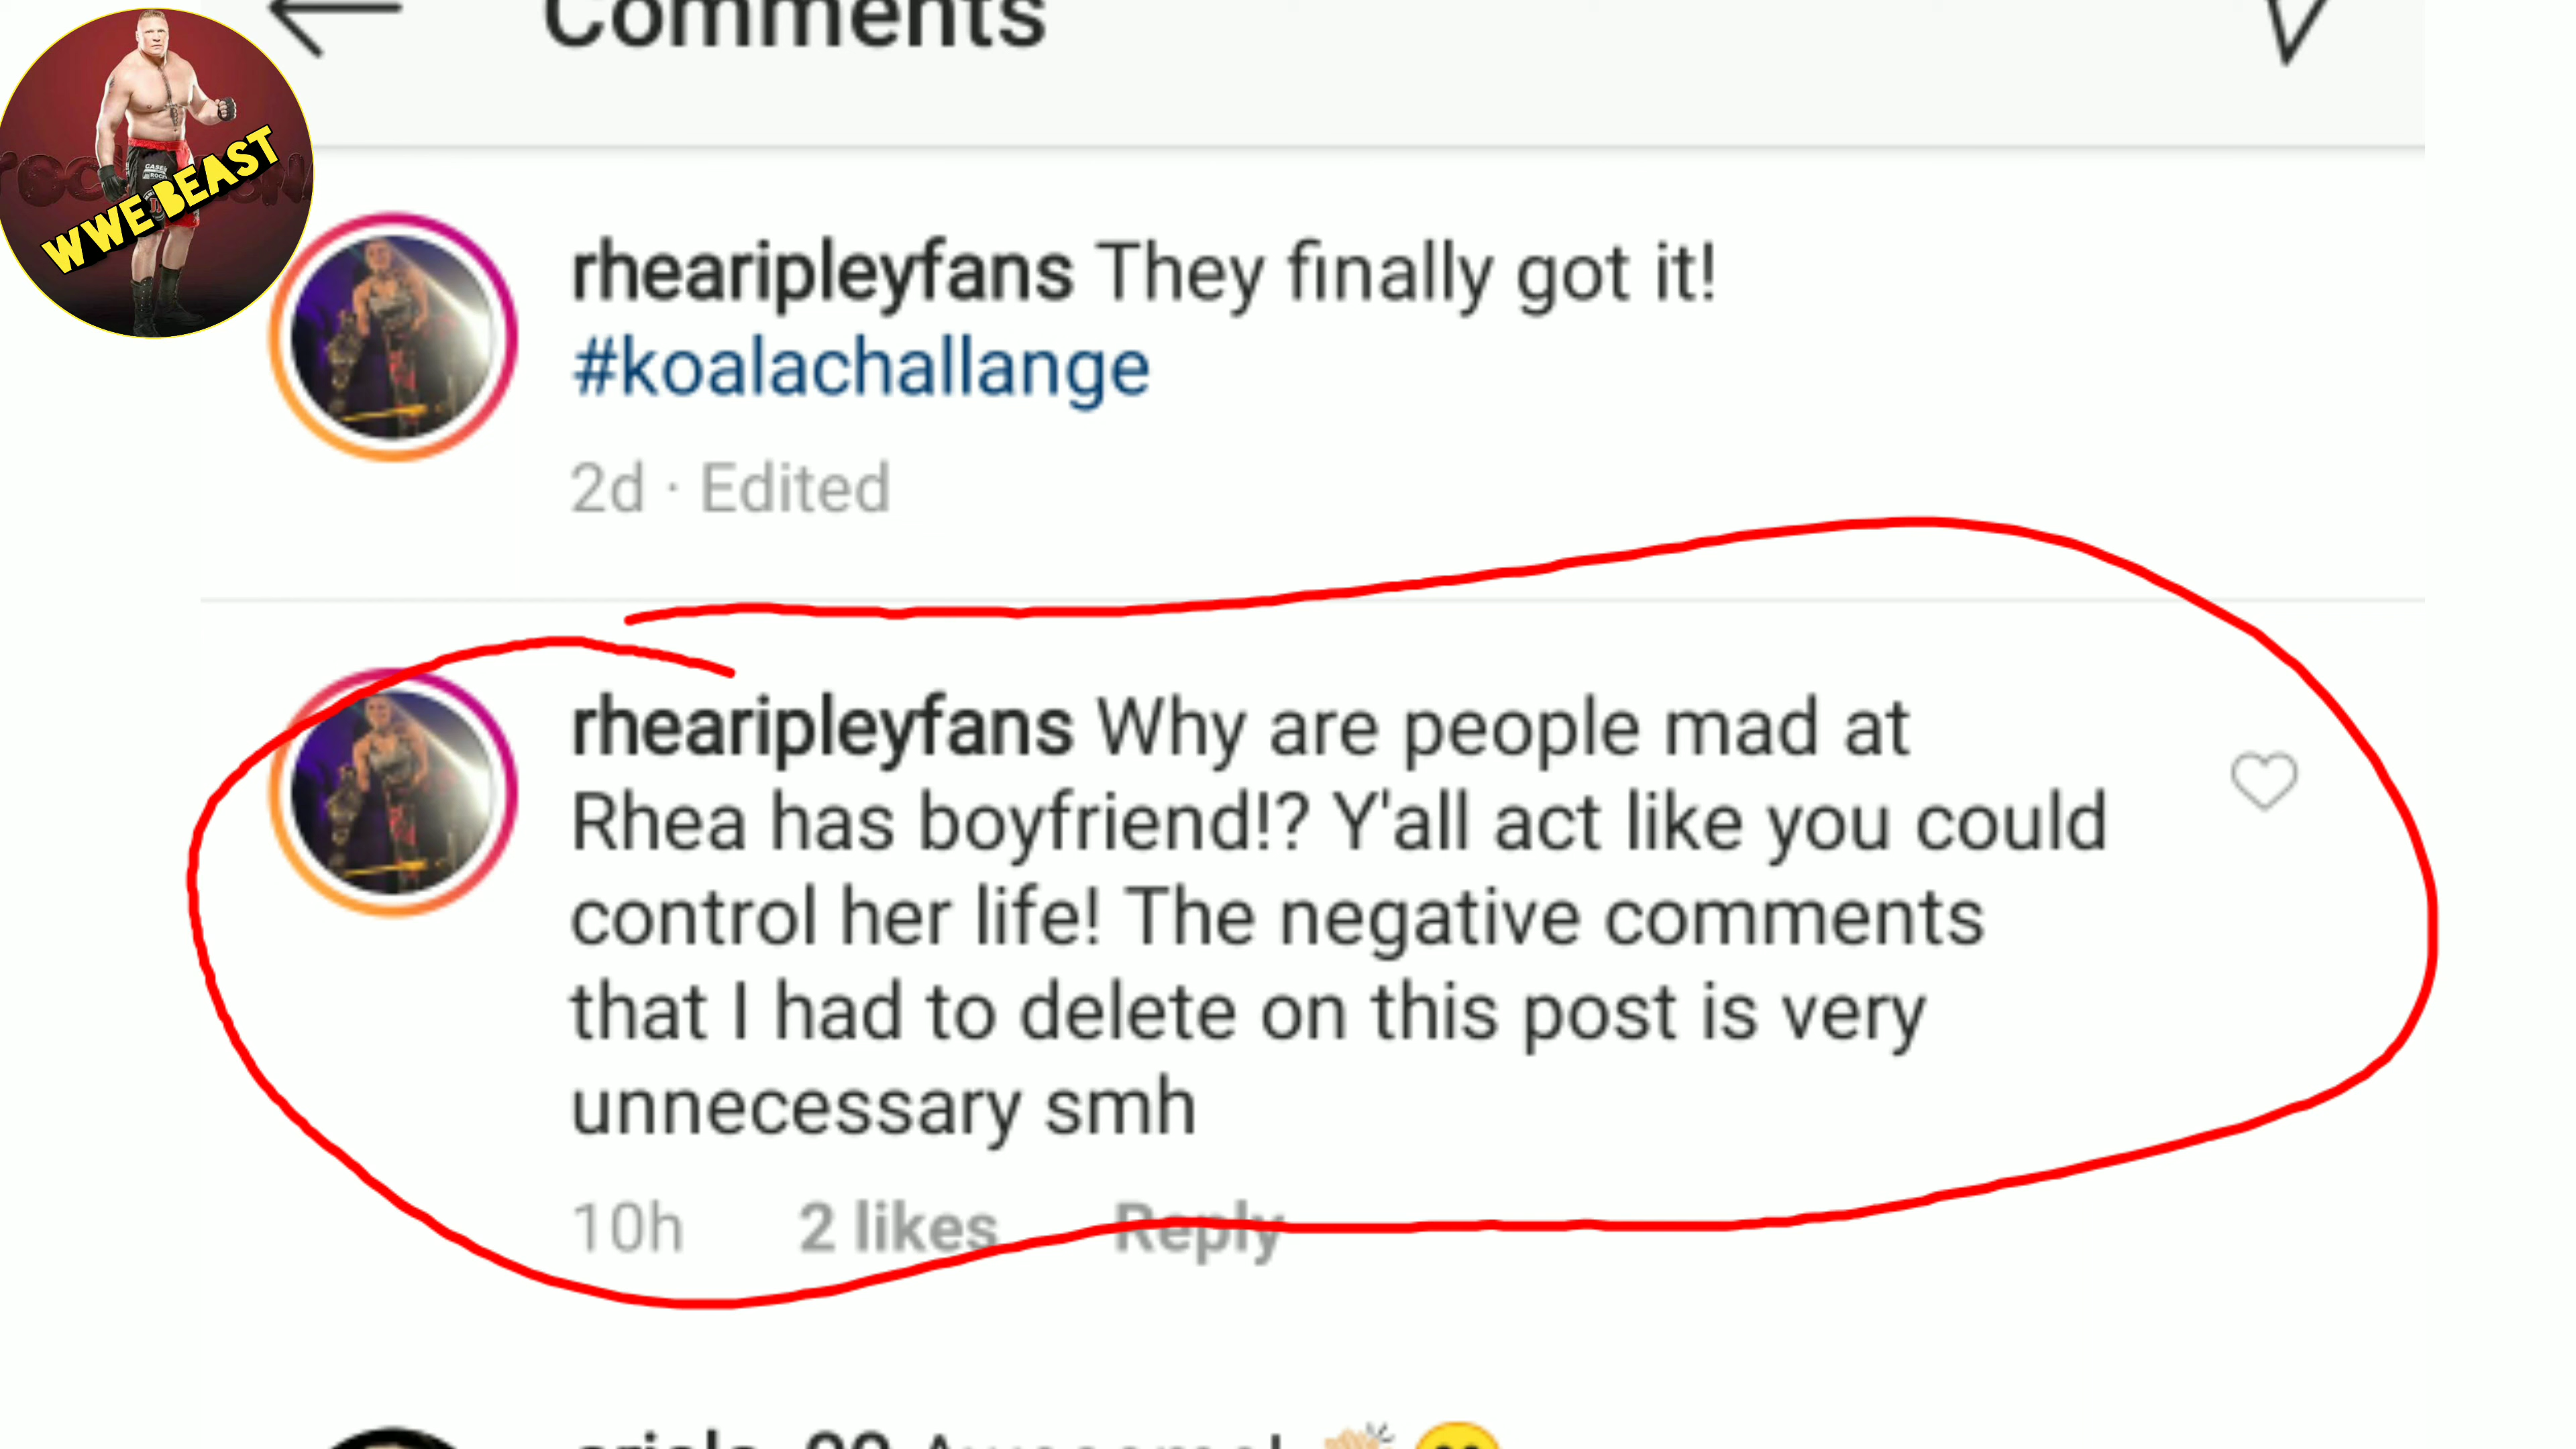 Comments
WWE BEAST
rhearipleyfans They finally got it!
#koalachallange
2d · Edited
rhearipleyfans Why are people mad at
Rhea has boyfriend!? Y'all act like you could
control her life! The negative comments
that I had to delete on this post is very
unnecessary smh
10h 2 likes Reply